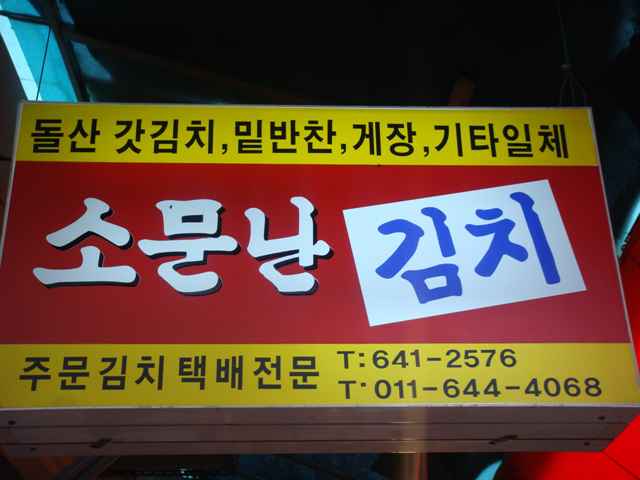 돌산 갓김치,밑반찬,게장,기타일체
소문난 김치
주문김치택배전문
T:641-2576
T:011-644-4068